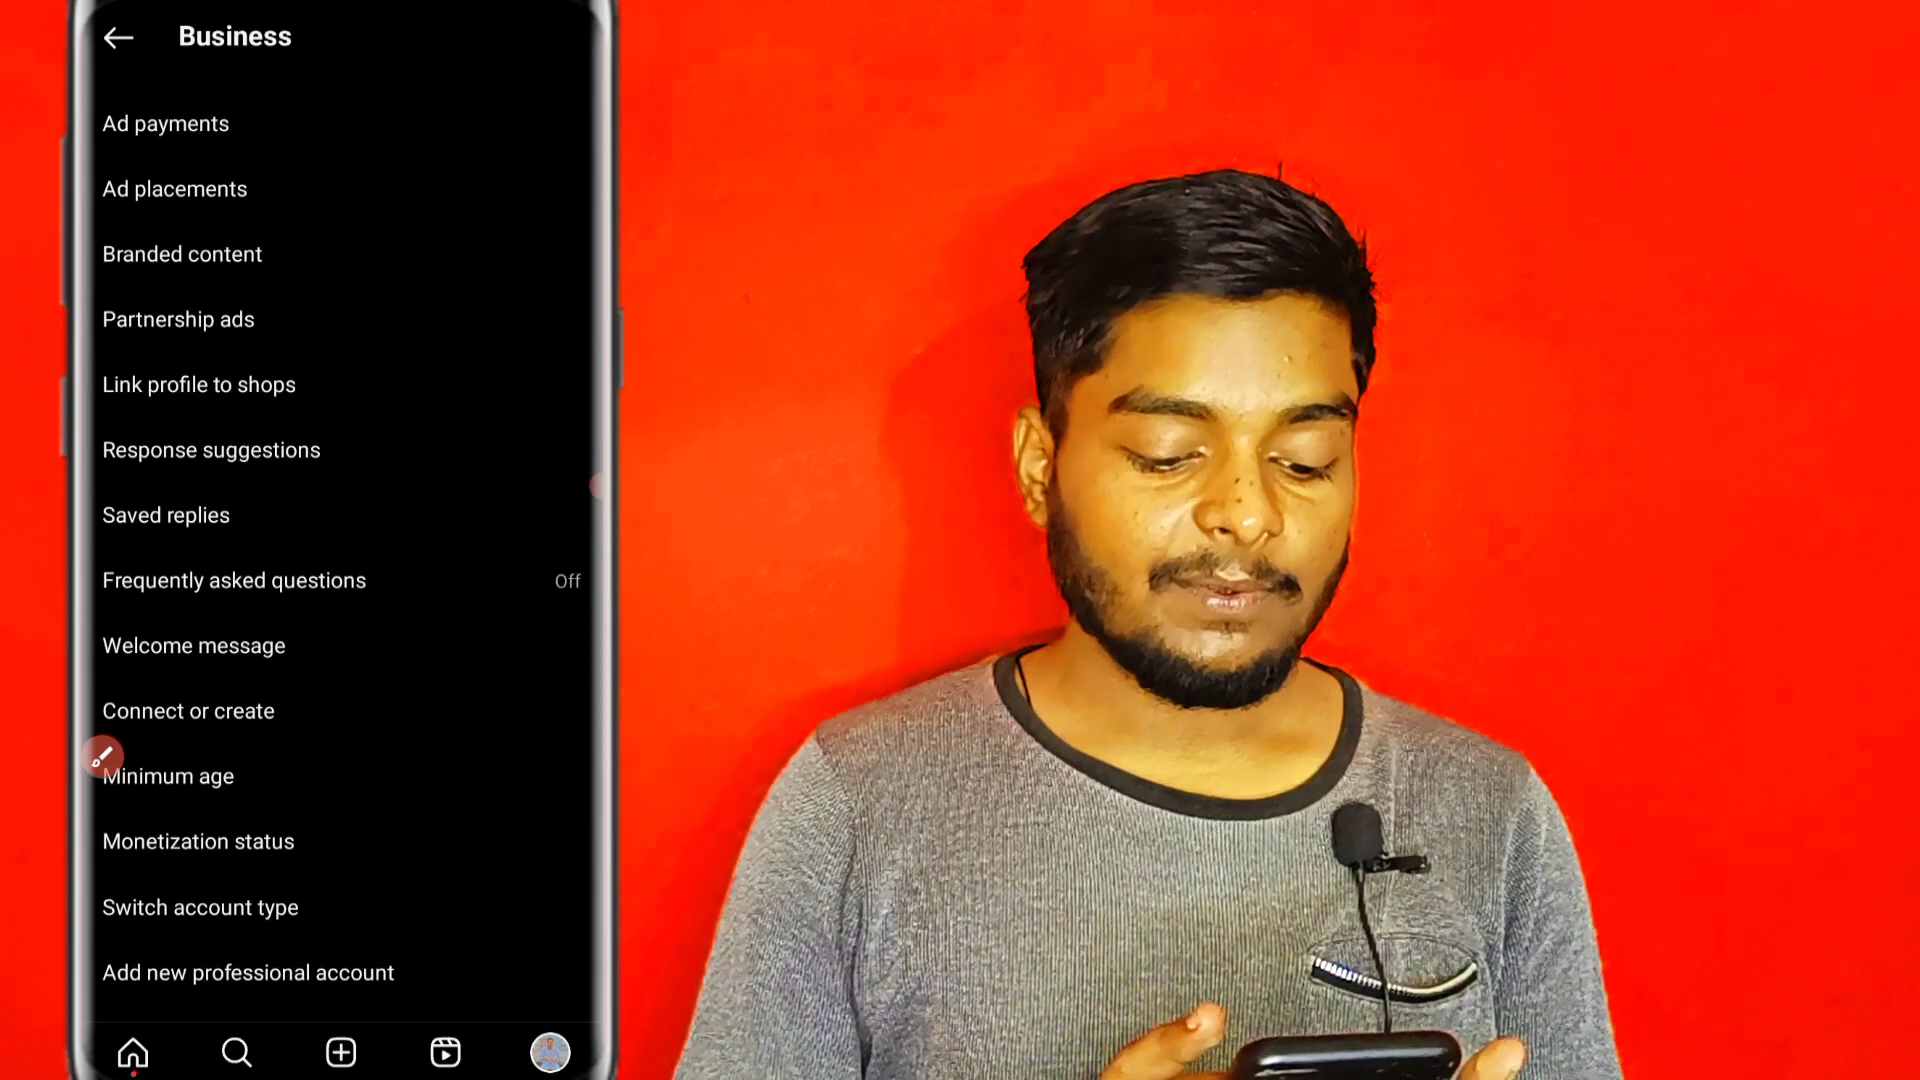 Business
Ad payments
Ad placements
Branded content
Partnership ads
Link profile to shops
Response suggestions
Saved replies
Frequently asked questions Off
Welcome message
Connect or create
Minimum age
Monetization status
Switch account type
Add new professional account